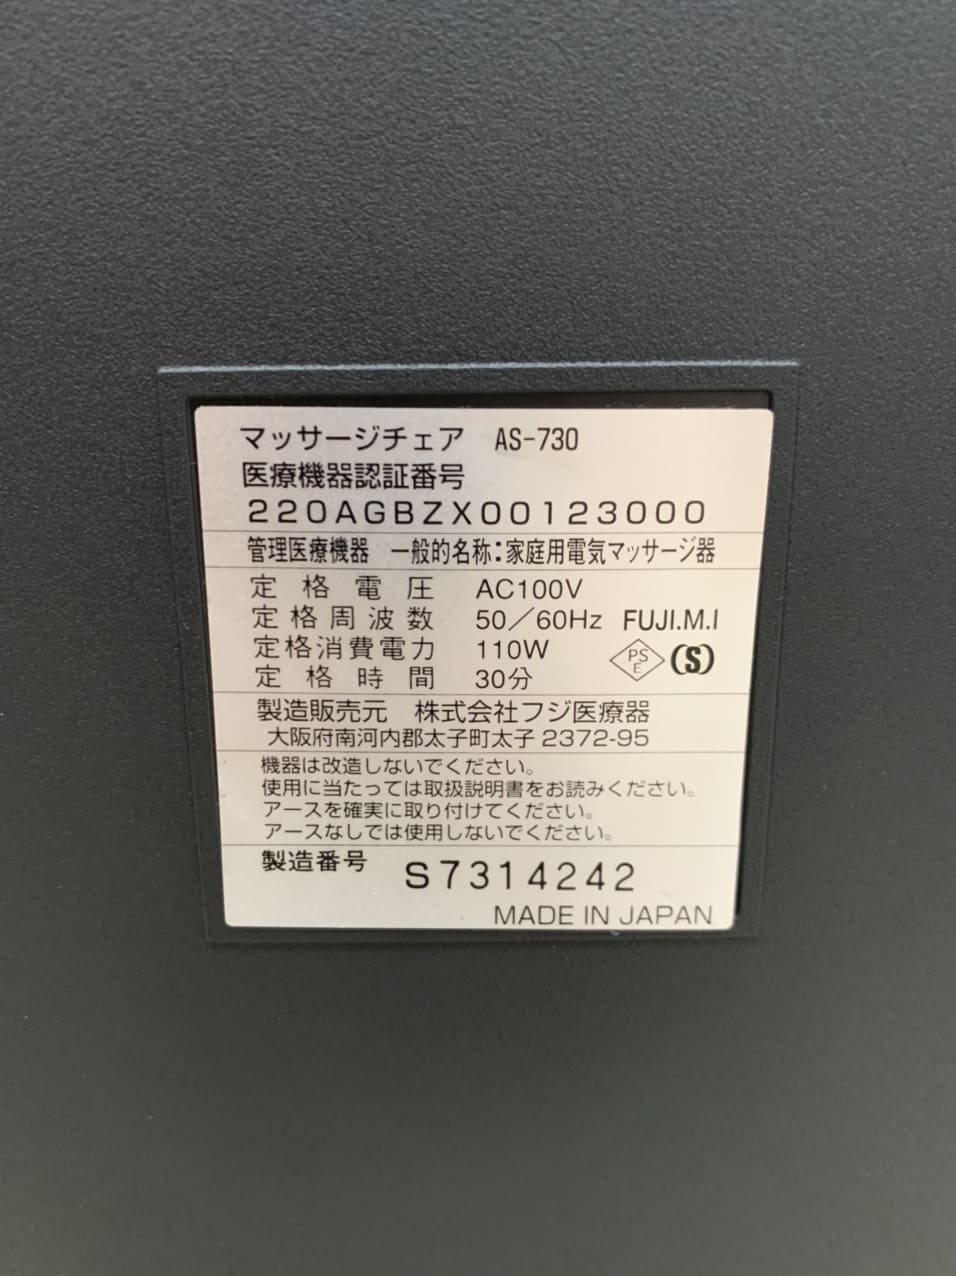 マッサージチェア AS-730
医療機器認証番号
220AGBZX00123000
管理医療機器 一般的名称:家庭用電気マッサージ器
定格電圧 AC100V
定格周波数 50/60Hz FUJI.M.I
定格消費電力 110W PSE (S)
定格時間 30分
製造販売元 株式会社フジ医療器
大阪府南河内郡太子町太子2372-95
機器は改造しないでください。
使用に当たっては取扱説明書をお読みください。
アースを確実に取り付けてください。
アースなしでは使用しないでください。
製造番号 S7314242
MADE IN JAPAN